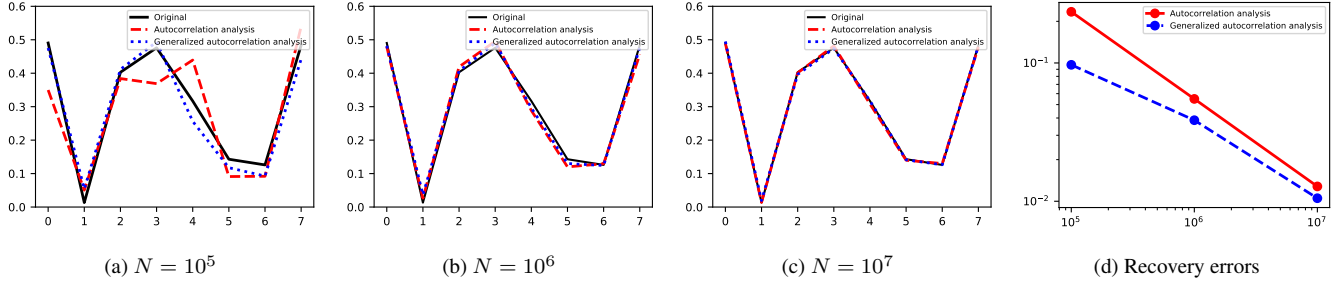 0.6
0.5
0.4
0.3
0.2
0.1
0.0
0 1 2 3 4 5 6 7
Original
Autocorrelation analysis
Generalized autocorrelation analysis
(a) N = 10^5
0.6
0.5
0.4
0.3
0.2
0.1
0.0
0 1 2 3 4 5 6 7
Original
Autocorrelation analysis
Generalized autocorrelation analysis
(b) N = 10^6
0.6
0.5
0.4
0.3
0.2
0.1
0.0
0 1 2 3 4 5 6 7
Original
Autocorrelation analysis
Generalized autocorrelation analysis
(c) N = 10^7
10^−1
10^−2
10^5 10^6 10^7
Autocorrelation analysis
Generalized autocorrelation analysis
(d) Recovery errors